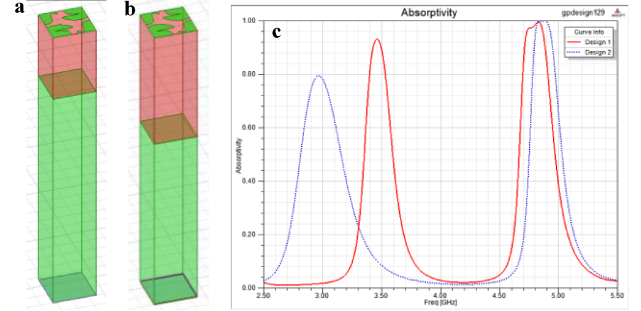 a
b
Absorptivity
gpdesign129
c
Curve Info
Design 1
Design 2
1.00
0.80
0.60
0.40
0.20
0.00
Absorptivity
2.50
3.00
3.50
4.00
4.50
5.00
5.50
Freq [GHz]